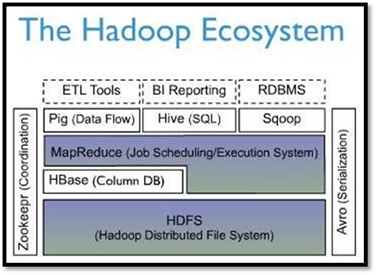 The Hadoop Ecosystem
ETL Tools
BI Reporting
RDBMS
Pig (Data Flow)
Hive (SQL)
Sqoop
MapReduce (Job Scheduling/Execution System)
HBase (Column DB)
HDFS
(Hadoop Distributed File System)
Zookeepr (Coordination)
Avro (Serialization)